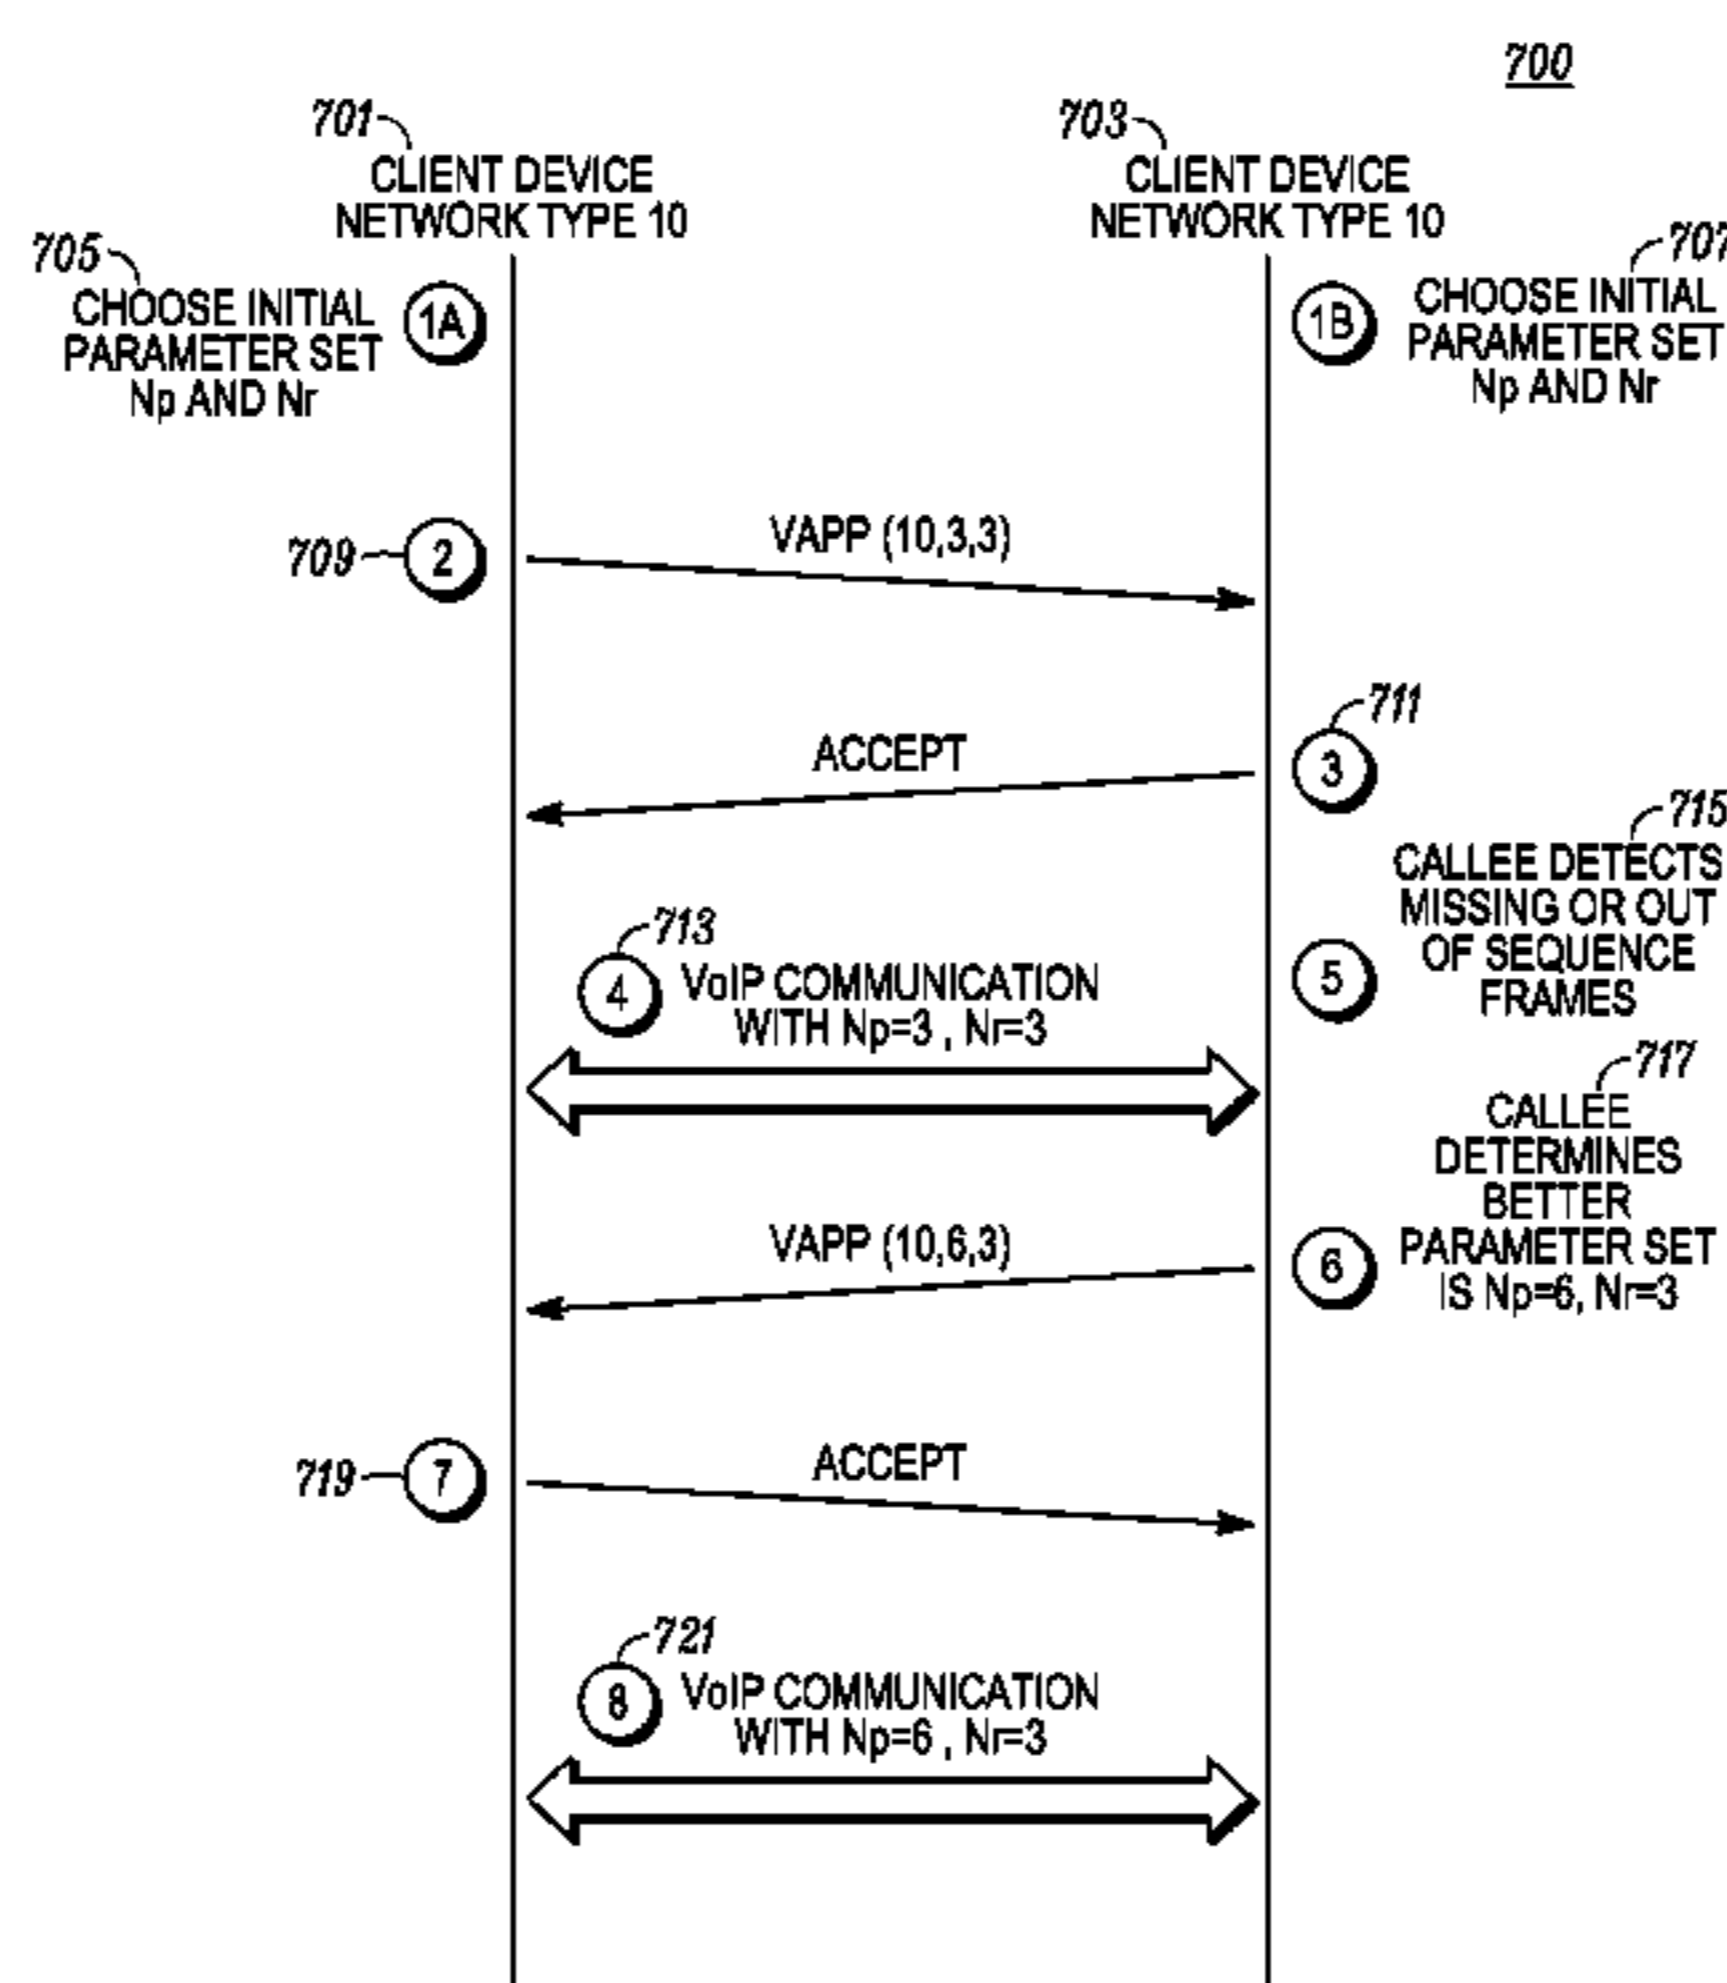 700
701
CLIENT DEVICE
NETWORK TYPE 10
703
CLIENT DEVICE
NETWORK TYPE 10
705
CHOOSE INITIAL
PARAMETER SET
Np AND Nr
1A
1B
707
CHOOSE INITIAL
PARAMETER SET
Np AND Nr
709
2
VAPP (10,3,3)
ACCEPT
711
3
713
4
VoIP COMMUNICATION
WITH Np=3 , Nr=3
715
CALLEE DETECTS
MISSING OR OUT
OF SEQUENCE
FRAMES
5
717
CALLEE
DETERMINES
BETTER
PARAMETER SET
IS Np=6, Nr=3
VAPP (10,6,3)
6
719
7
ACCEPT
721
8
VoIP COMMUNICATION
WITH Np=6 , Nr=3